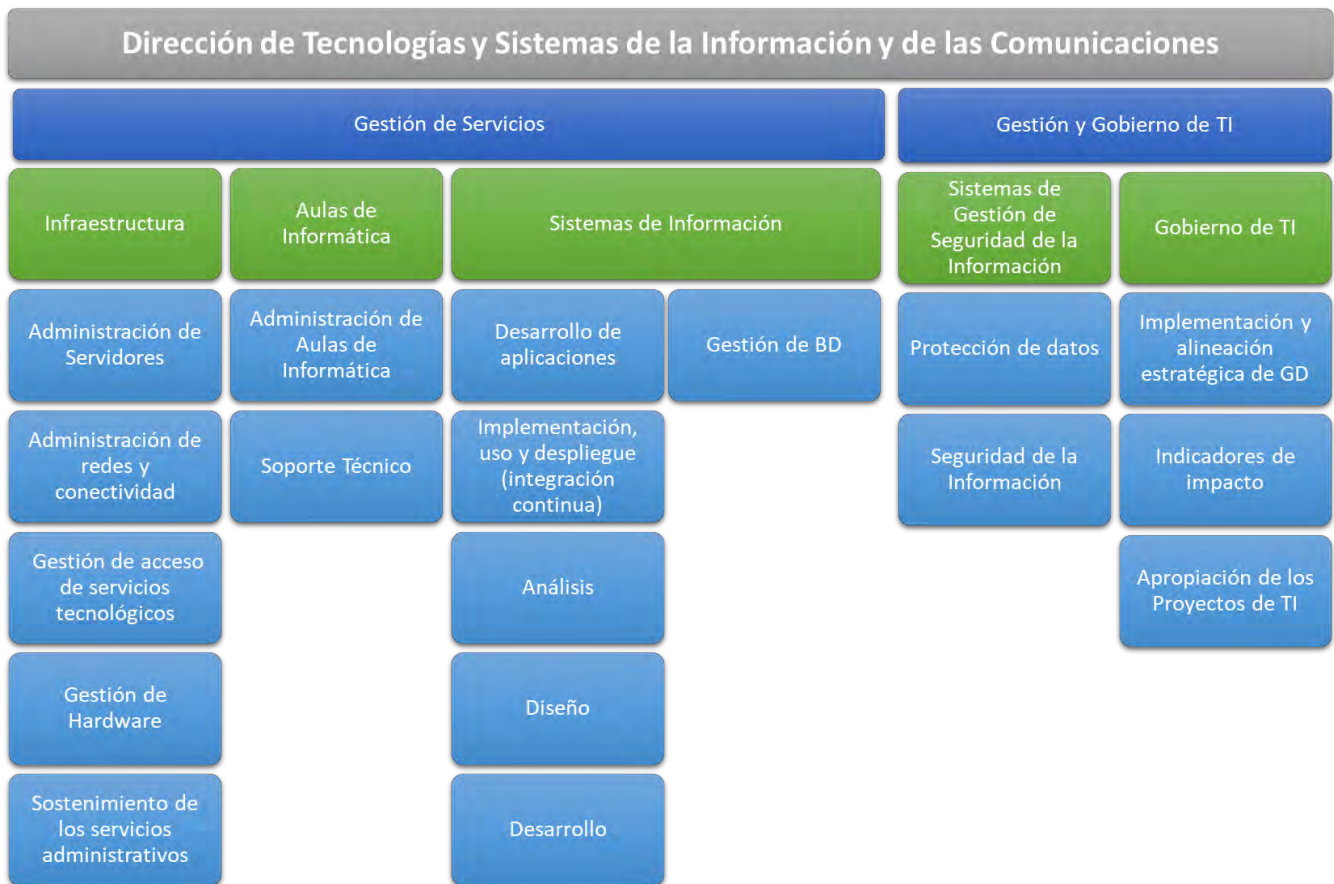 Dirección de Tecnologías y Sistemas de la Información y de las Comunicaciones
Gestión de Servicios
Gestión y Gobierno de TI
Infraestructura
Aulas de
Informática
Sistemas de Información
Sistemas de
Gestión de
Seguridad de la
Información
Gobierno de TI
Administración de
Servidores
Administración de
Aulas de
Informática
Desarrollo de
aplicaciones
Gestión de BD
Protección de datos
Implementación y
alineación
estratégica de GD
Administración de
redes y
conectividad
Soporte Técnico
Implementación,
uso y despliegue
(integración
continua)
Seguridad de la
Información
Indicadores de
impacto
Gestión de acceso
de servicios
tecnológicos
Análisis
Apropiación de los
Proyectos de TI
Gestión de
Hardware
Diseño
Sostenimiento de
los servicios
administrativos
Desarrollo